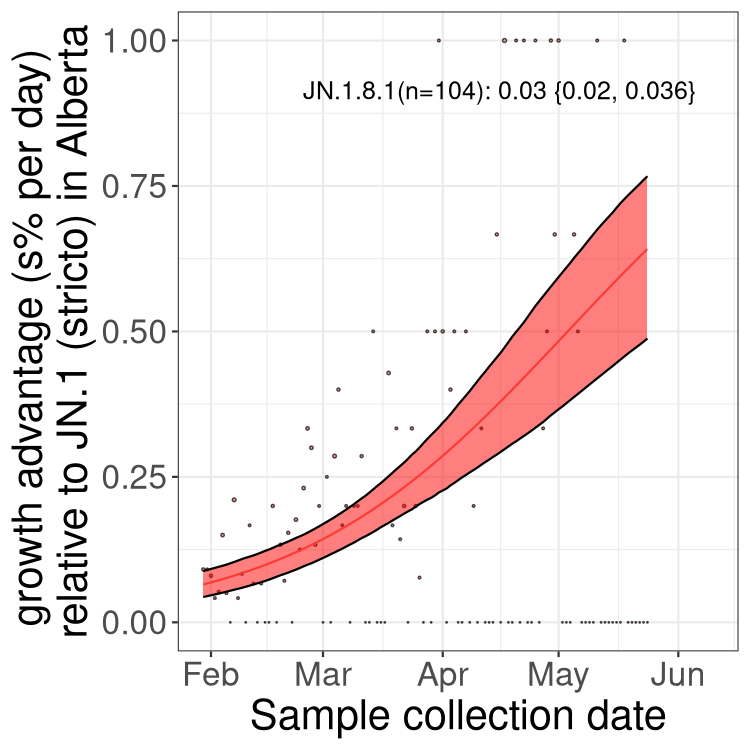 growth advantage (s% per day)
relative to JN.1 (stricto) in Alberta
1.00
JN.1.8.1(n=104): 0.03 {0.02, 0.036}
0.75
0.50
0.25
0.00
Feb Mar Apr May Jun
Sample collection date